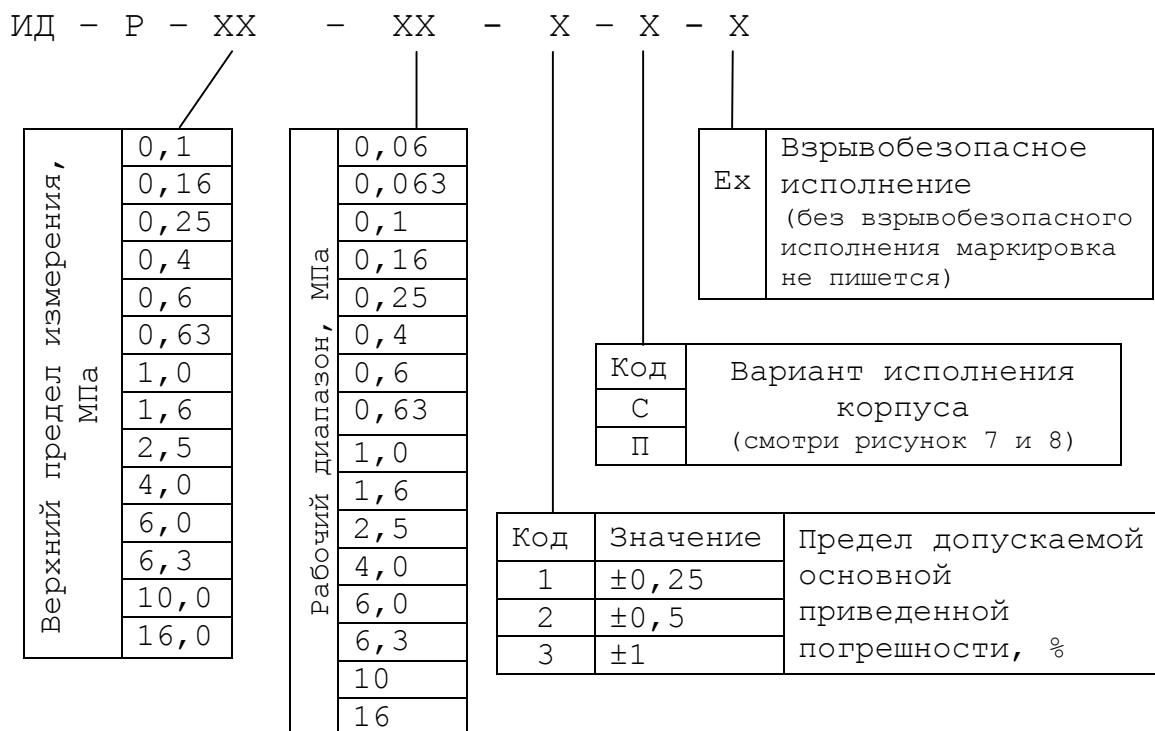 ИД – Р – ХХ – ХХ – Х – Х – Х
Верхний предел измерения,
МПа
0,1
0,16
0,25
0,4
0,6
0,63
1,0
1,6
2,5
4,0
6,0
6,3
10,0
16,0
Рабочий диапазон, МПа
0,06
0,063
0,1
0,16
0,25
0,4
0,6
0,63
1,0
1,6
2,5
4,0
6,0
6,3
10
16
Ex
Взрывобезопасное
исполнение
(без взрывобезопасного
исполнения маркировка
не пишется)
Код
С
П
Вариант исполнения
корпуса
(смотри рисунок 7 и 8)
Код Значение
1 ±0,25
2 ±0,5
3 ±1
Предел допускаемой
основной
приведенной
погрешности, %